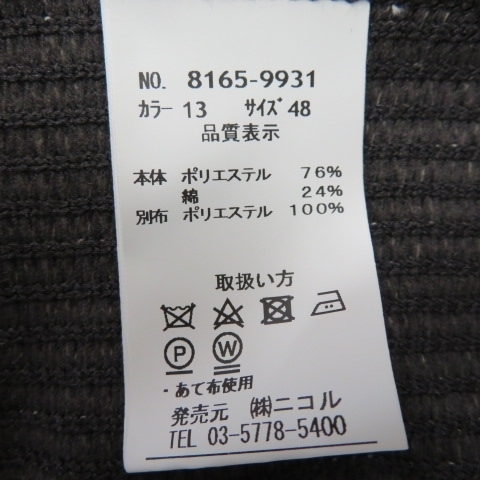 NO. 8165-9931
カラー 13 サイズ 48
品質表示
本体 ポリエステル 76%
綿 24%
別布 ポリエステル 100%
取扱い方
P W
・あて布使用
発売元 ㈱ニコル
TEL 03-5778-5400